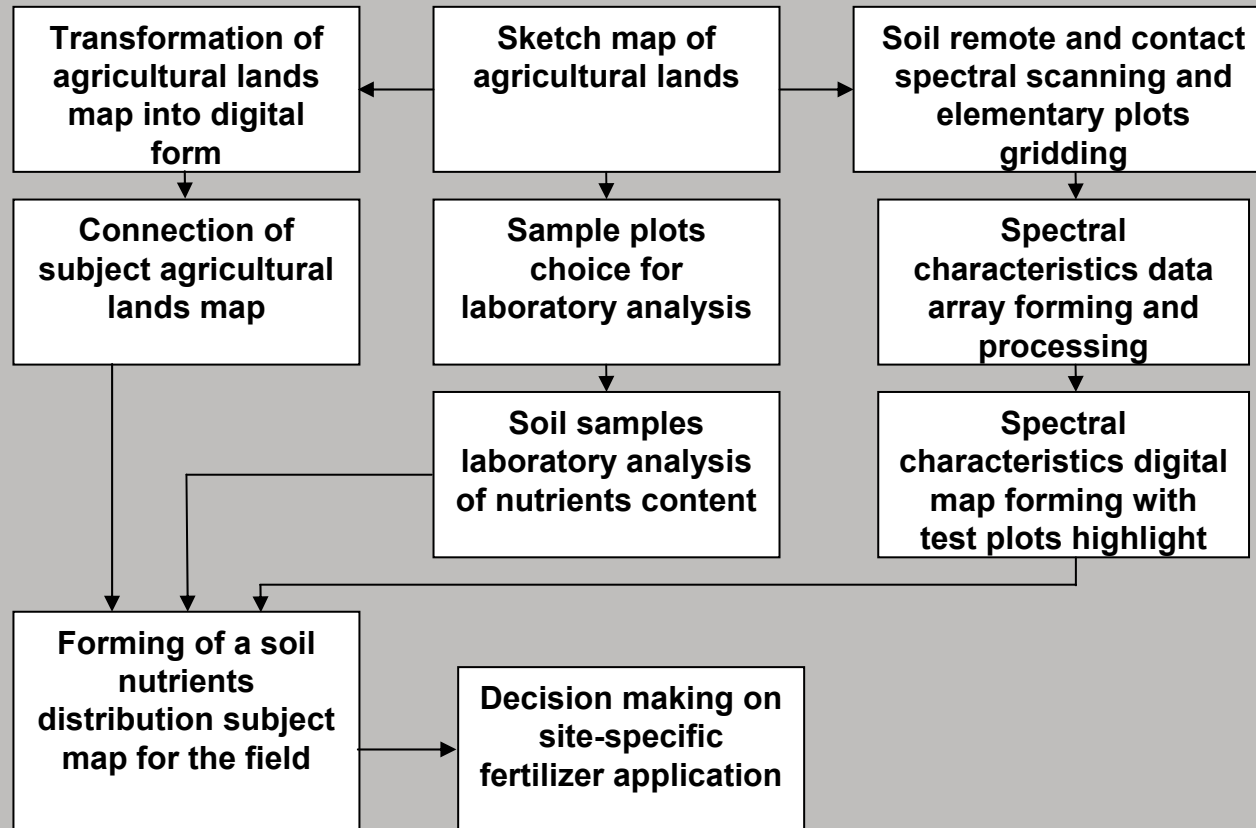 Transformation of
agricultural lands
map into digital
form
Sketch map of
agricultural lands
Soil remote and contact
spectral scanning and
elementary plots
gridding
Connection of
subject agricultural
lands map
Sample plots
choice for
laboratory analysis
Spectral
characteristics data
array forming and
processing
Soil samples
laboratory analysis
of nutrients content
Spectral
characteristics digital
map forming with
test plots highlight
Forming of a soil
nutrients
distribution subject
map for the field
Decision making on
site-specific
fertilizer application